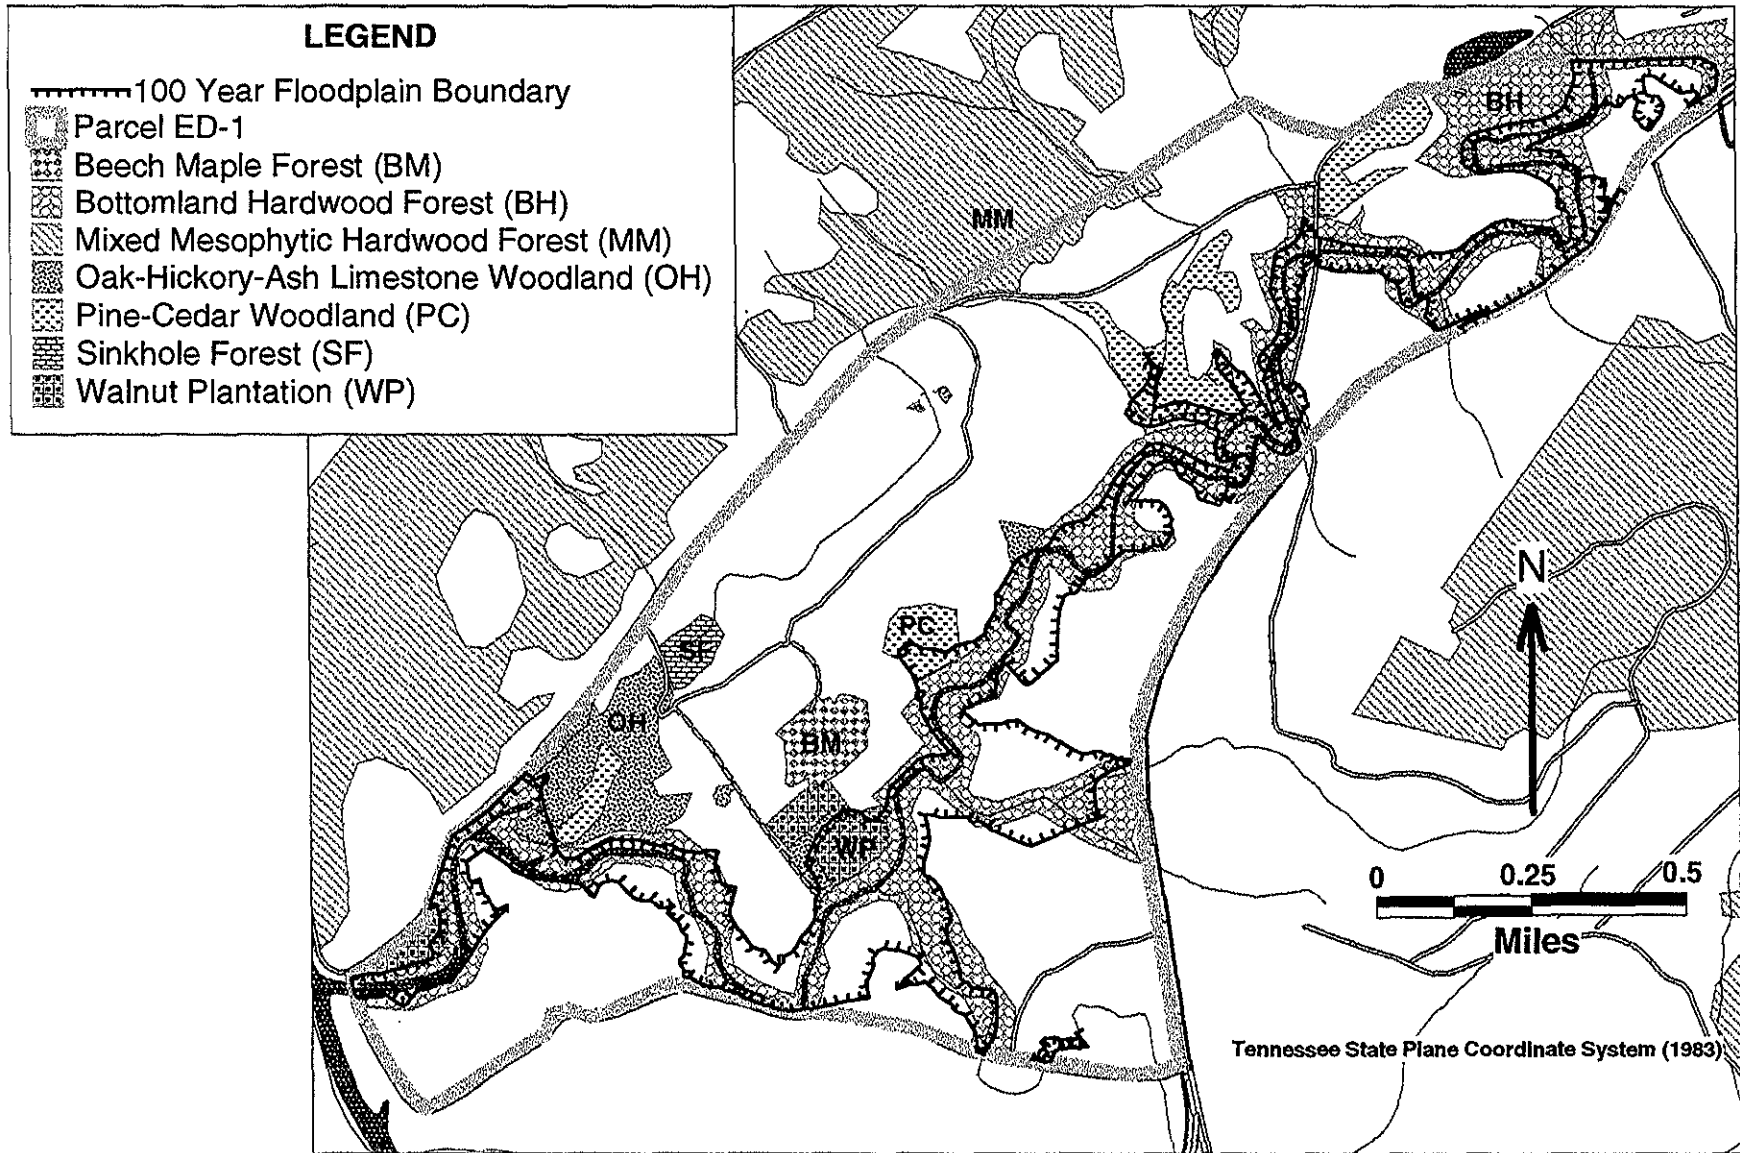 LEGEND
100 Year Floodplain Boundary
Parcel ED-1
Beech Maple Forest (BM)
Bottomland Hardwood Forest (BH)
Mixed Mesophytic Hardwood Forest (MM)
Oak-Hickory-Ash Limestone Woodland (OH)
Pine-Cedar Woodland (PC)
Sinkhole Forest (SF)
Walnut Plantation (WP)
BH
MM
PC
SF
OH
BM
WP
N
0 0.25 0.5
Miles
Tennessee State Plane Coordinate System (1983)